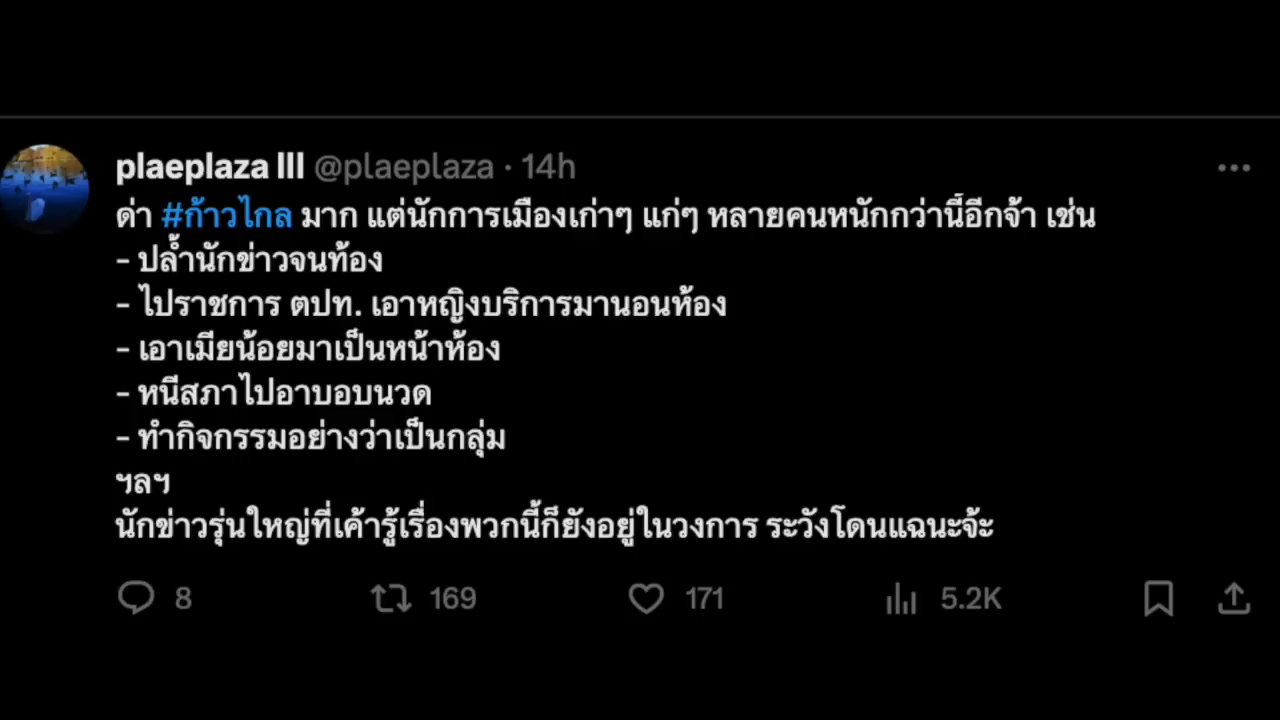 plaeplaza lll @plaeplaza · 14h
ด่า #ก้าวไกล มาก แต่นักการเมืองเก่าๆ แก่ๆ หลายคนหนักกว่านี้อีกจ้า เช่น
- ปล้ำนักข่าวจนท้อง
- ไปราชการ ตปท. เอาหญิงบริการมานอนห้อง
- เอาเมียน้อยมาเป็นหน้าห้อง
- หนีสภาไปอาบอบนวด
- ทำกิจกรรมอย่างว่าเป็นกลุ่ม
ฯลฯ
นักข่าวรุ่นใหญ่ที่เค้ารู้เรื่องพวกนี้ก็ยังอยู่ในวงการ ระวังโดนแฉนะจ้ะ
8 169 171 5.2K